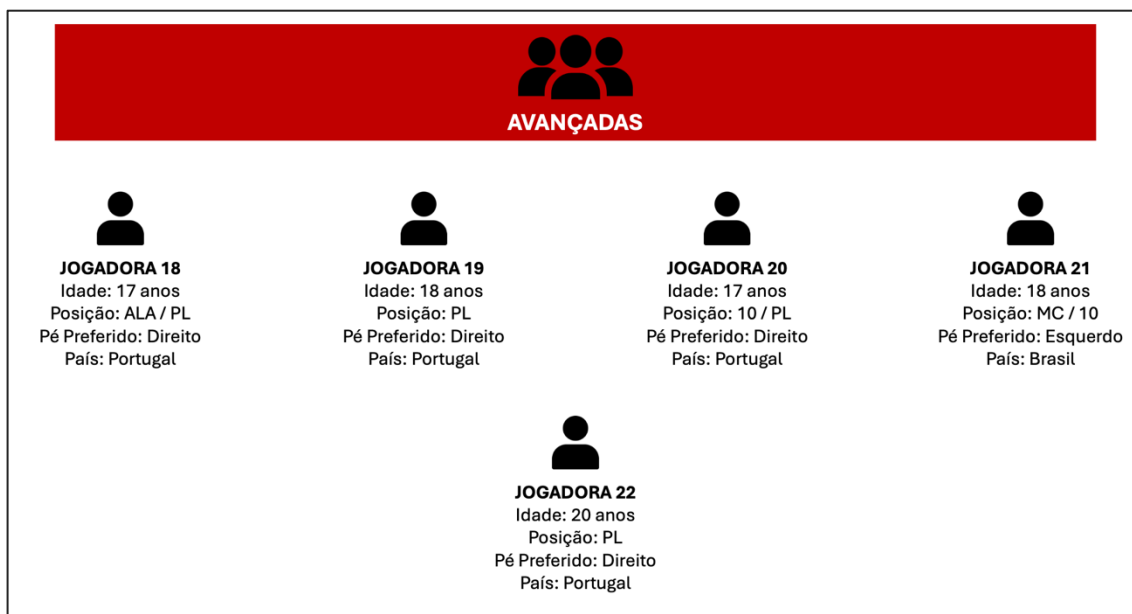 AVANÇADAS
JOGADORA 18
Idade: 17 anos
Posição: ALA / PL
Pé Preferido: Direito
País: Portugal
JOGADORA 19
Idade: 18 anos
Posição: PL
Pé Preferido: Direito
País: Portugal
JOGADORA 20
Idade: 17 anos
Posição: 10 / PL
Pé Preferido: Direito
País: Portugal
JOGADORA 21
Idade: 18 anos
Posição: MC / 10
Pé Preferido: Esquerdo
País: Brasil
JOGADORA 22
Idade: 20 anos
Posição: PL
Pé Preferido: Direito
País: Portugal